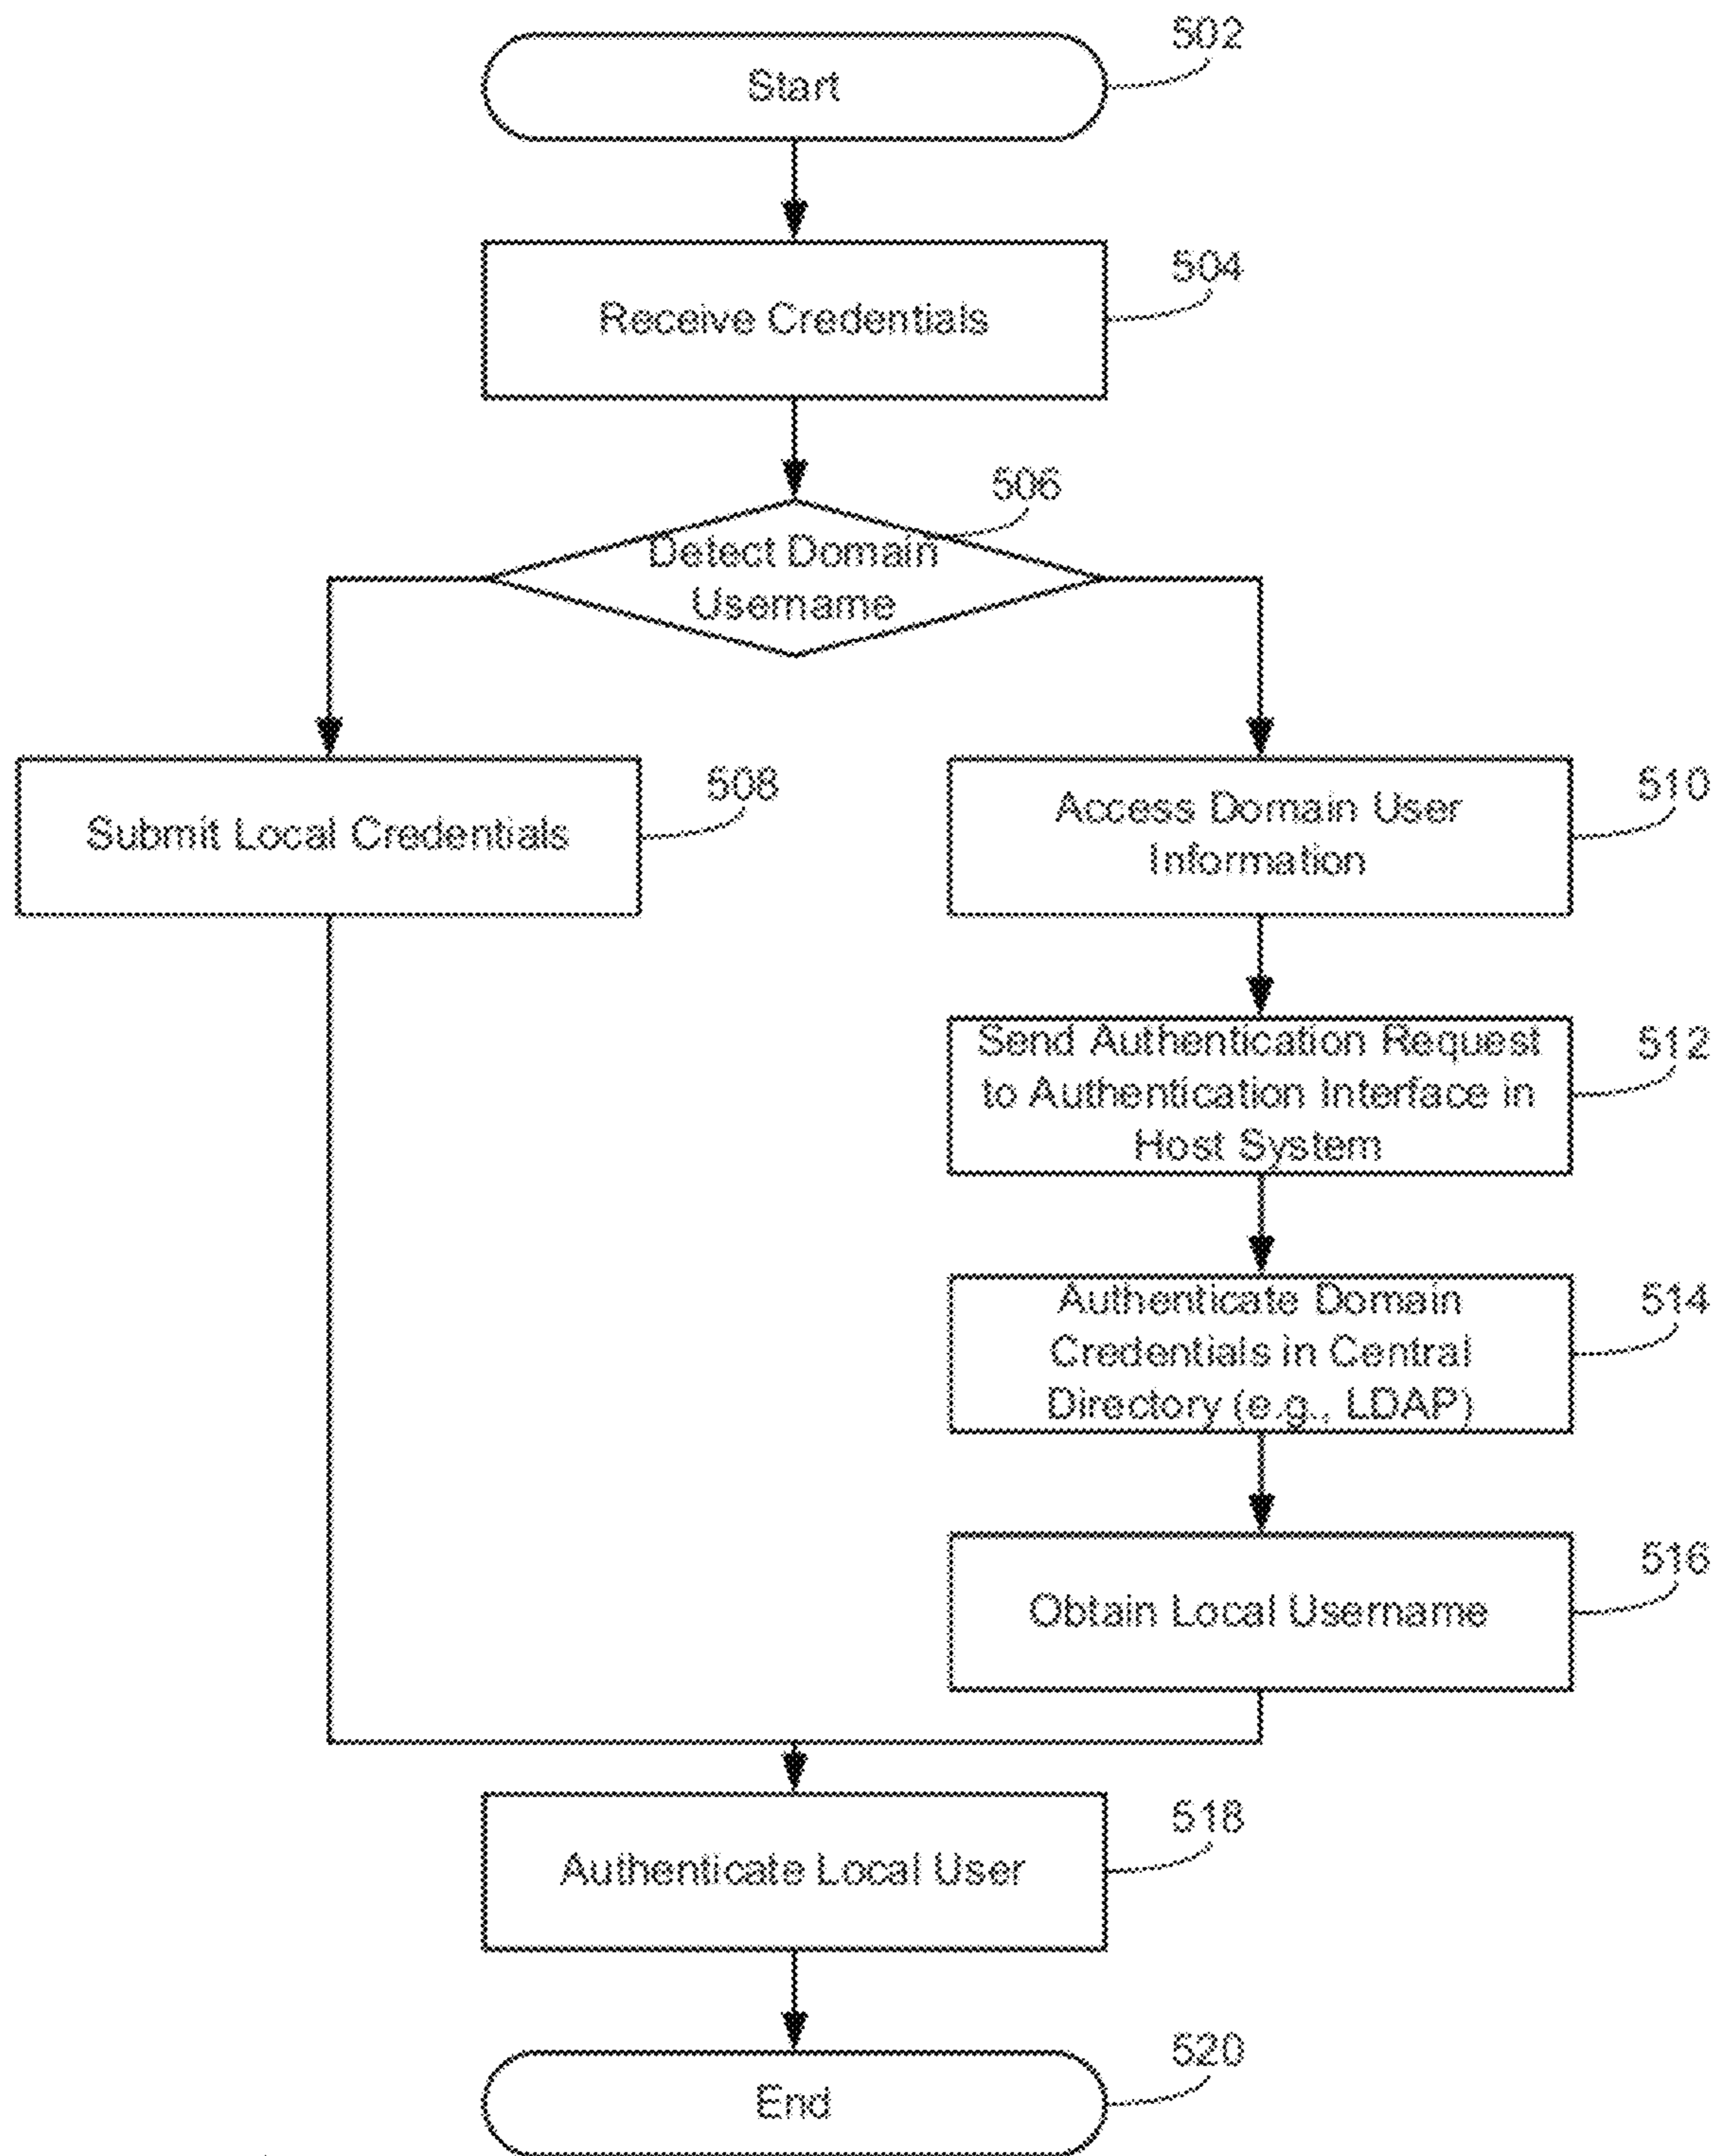 502
Start
504
Receive Credentials
506
Detect Domain
Username
508
Submit Local Credentials
510
Access Domain User
Information
512
Send Authentication Request
to Authentication Interface in
Host System
514
Authenticate Domain
Credentials in Central
Directory (e.g., LDAP)
516
Obtain Local Username
518
Authenticate Local User
520
End